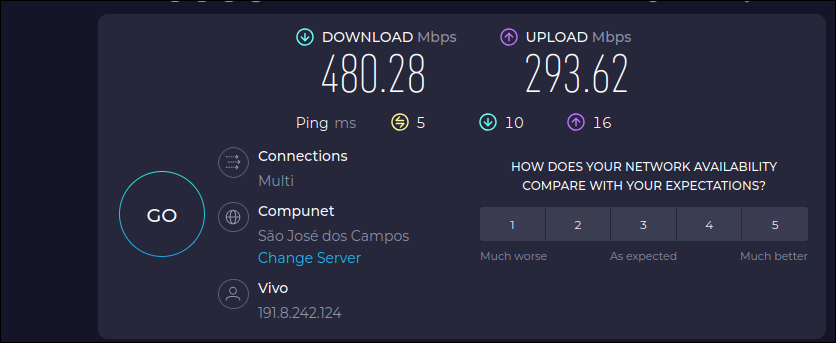 DOWNLOAD Mbps
480.28
UPLOAD Mbps
293.62
Ping ms 5 10 16
GO
Connections
Multi
Compunet
São José dos Campos
Change Server
Vivo
191.8.242.124
HOW DOES YOUR NETWORK AVAILABILITY
COMPARE WITH YOUR EXPECTATIONS?
1 2 3 4 5
Much worse As expected Much better